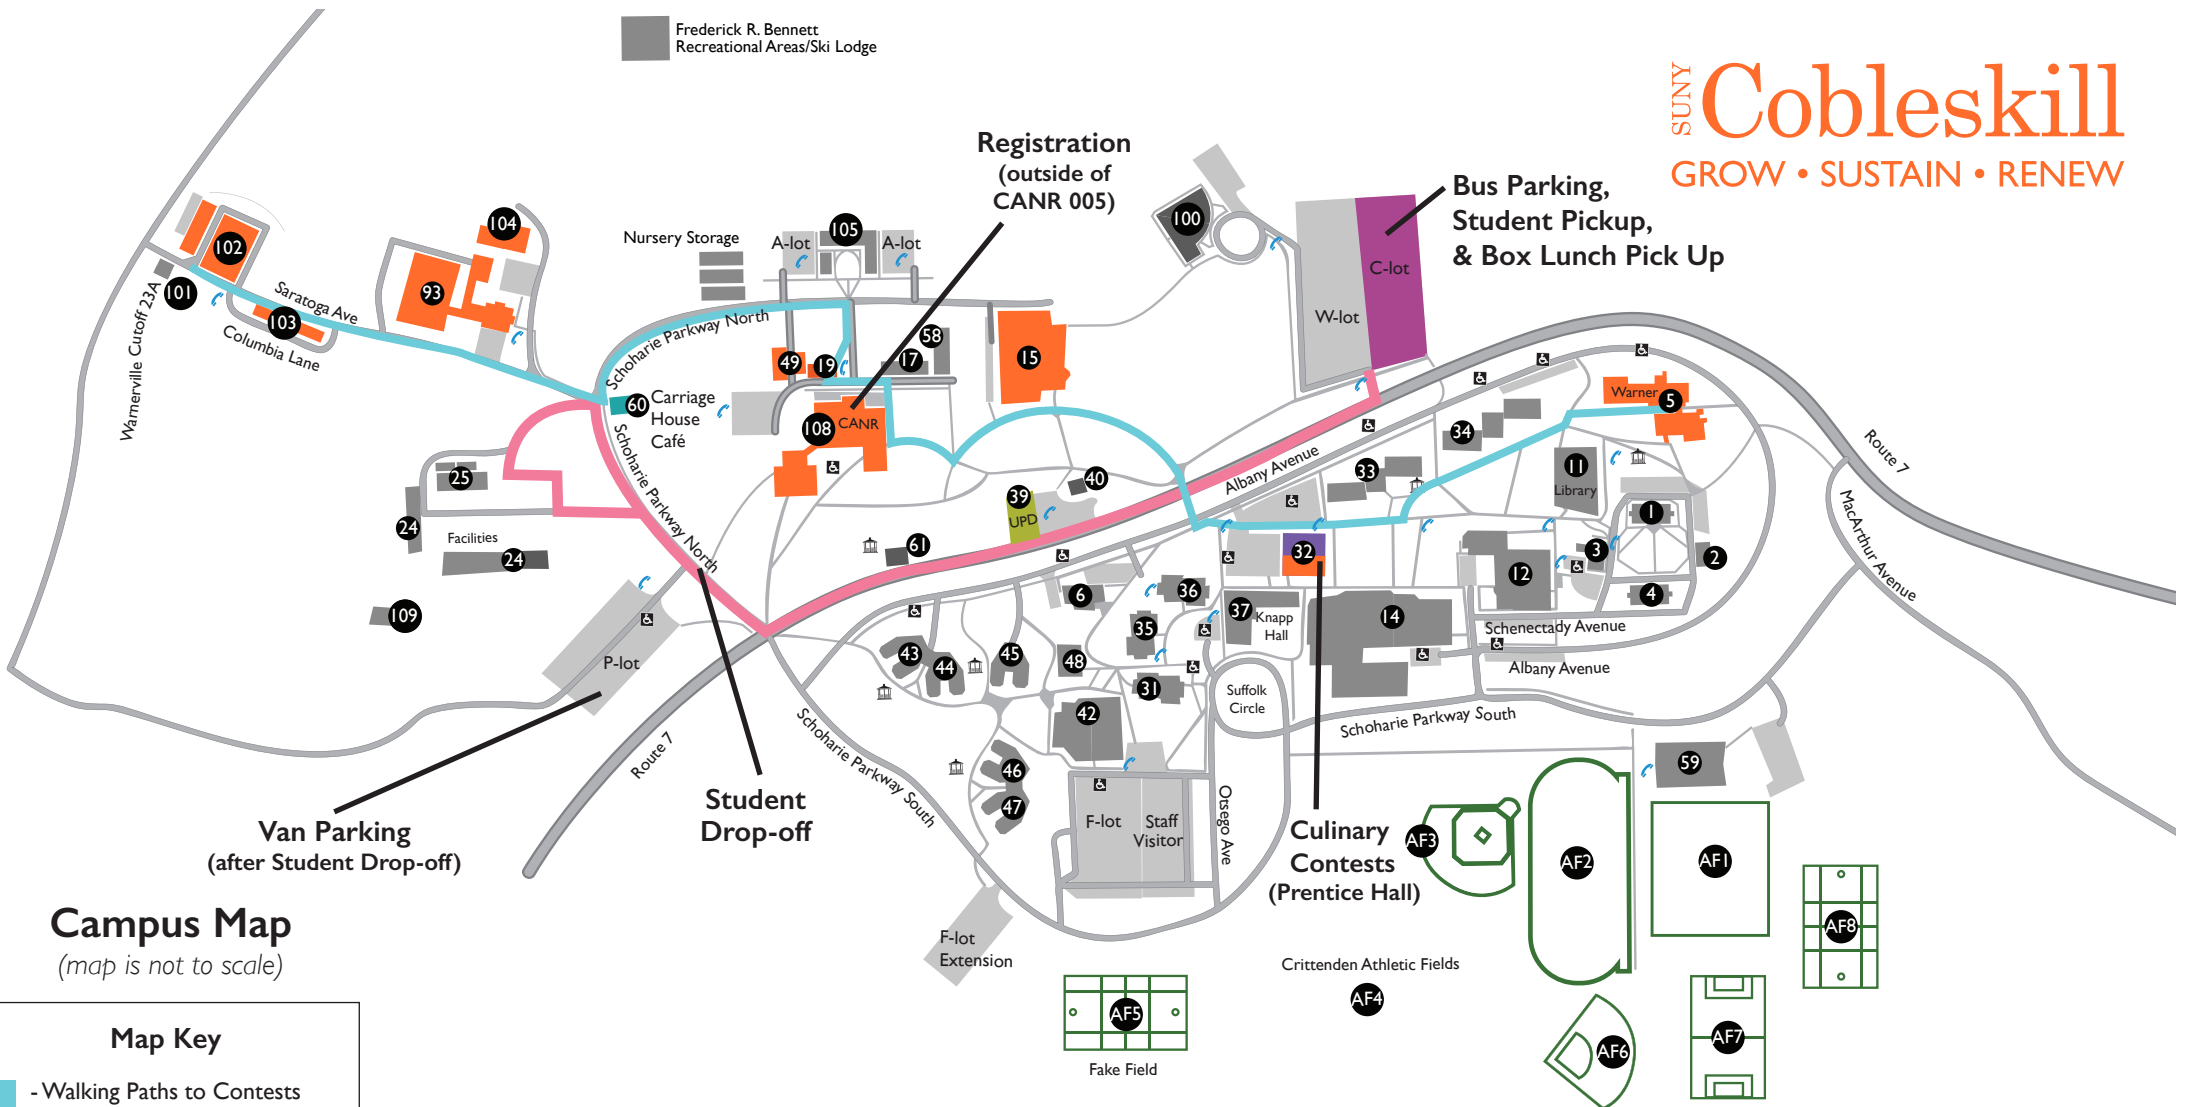 Frederick R. Bennett
Recreational Areas/Ski Lodge
SUNY
Cobleskill
GROW • SUSTAIN • RENEW
Registration
(outside of
CANR 005)
Bus Parking,
Student Pickup,
& Box Lunch Pick Up
100
C-lot
W-lot
104
102
101
93
103
Saratoga Ave
Columbia Lane
Warnerville Cutoff 23A
Nursery Storage
A-lot
105
A-lot
Schoharie Parkway North
58
49
19
17
15
60
Carriage
House
Café
108
CANR
Schoharie Parkway North
25
24
Facilities
24
109
P-lot
39
UPD
40
61
Albany Avenue
33
34
Warner
5
11
Library
1
3
2
4
12
32
Route 7
MacArthur Avenue
6
36
35
37
Knapp
Hall
14
Schenectady Avenue
Albany Avenue
43
44
45
48
31
42
Suffolk
Circle
Schoharie Parkway South
Schoharie Parkway South
Route 7
46
47
F-lot
Staff
Visitor
Otsego Ave
59
Van Parking
(after Student Drop-off)
Student
Drop-off
Culinary
Contests
(Prentice Hall)
AF3
AF2
AF1
AF8
F-lot
Extension
Crittenden Athletic Fields
AF4
AF5
Fake Field
AF6
AF7
Campus Map
(map is not to scale)
Map Key
- Walking Paths to Contests